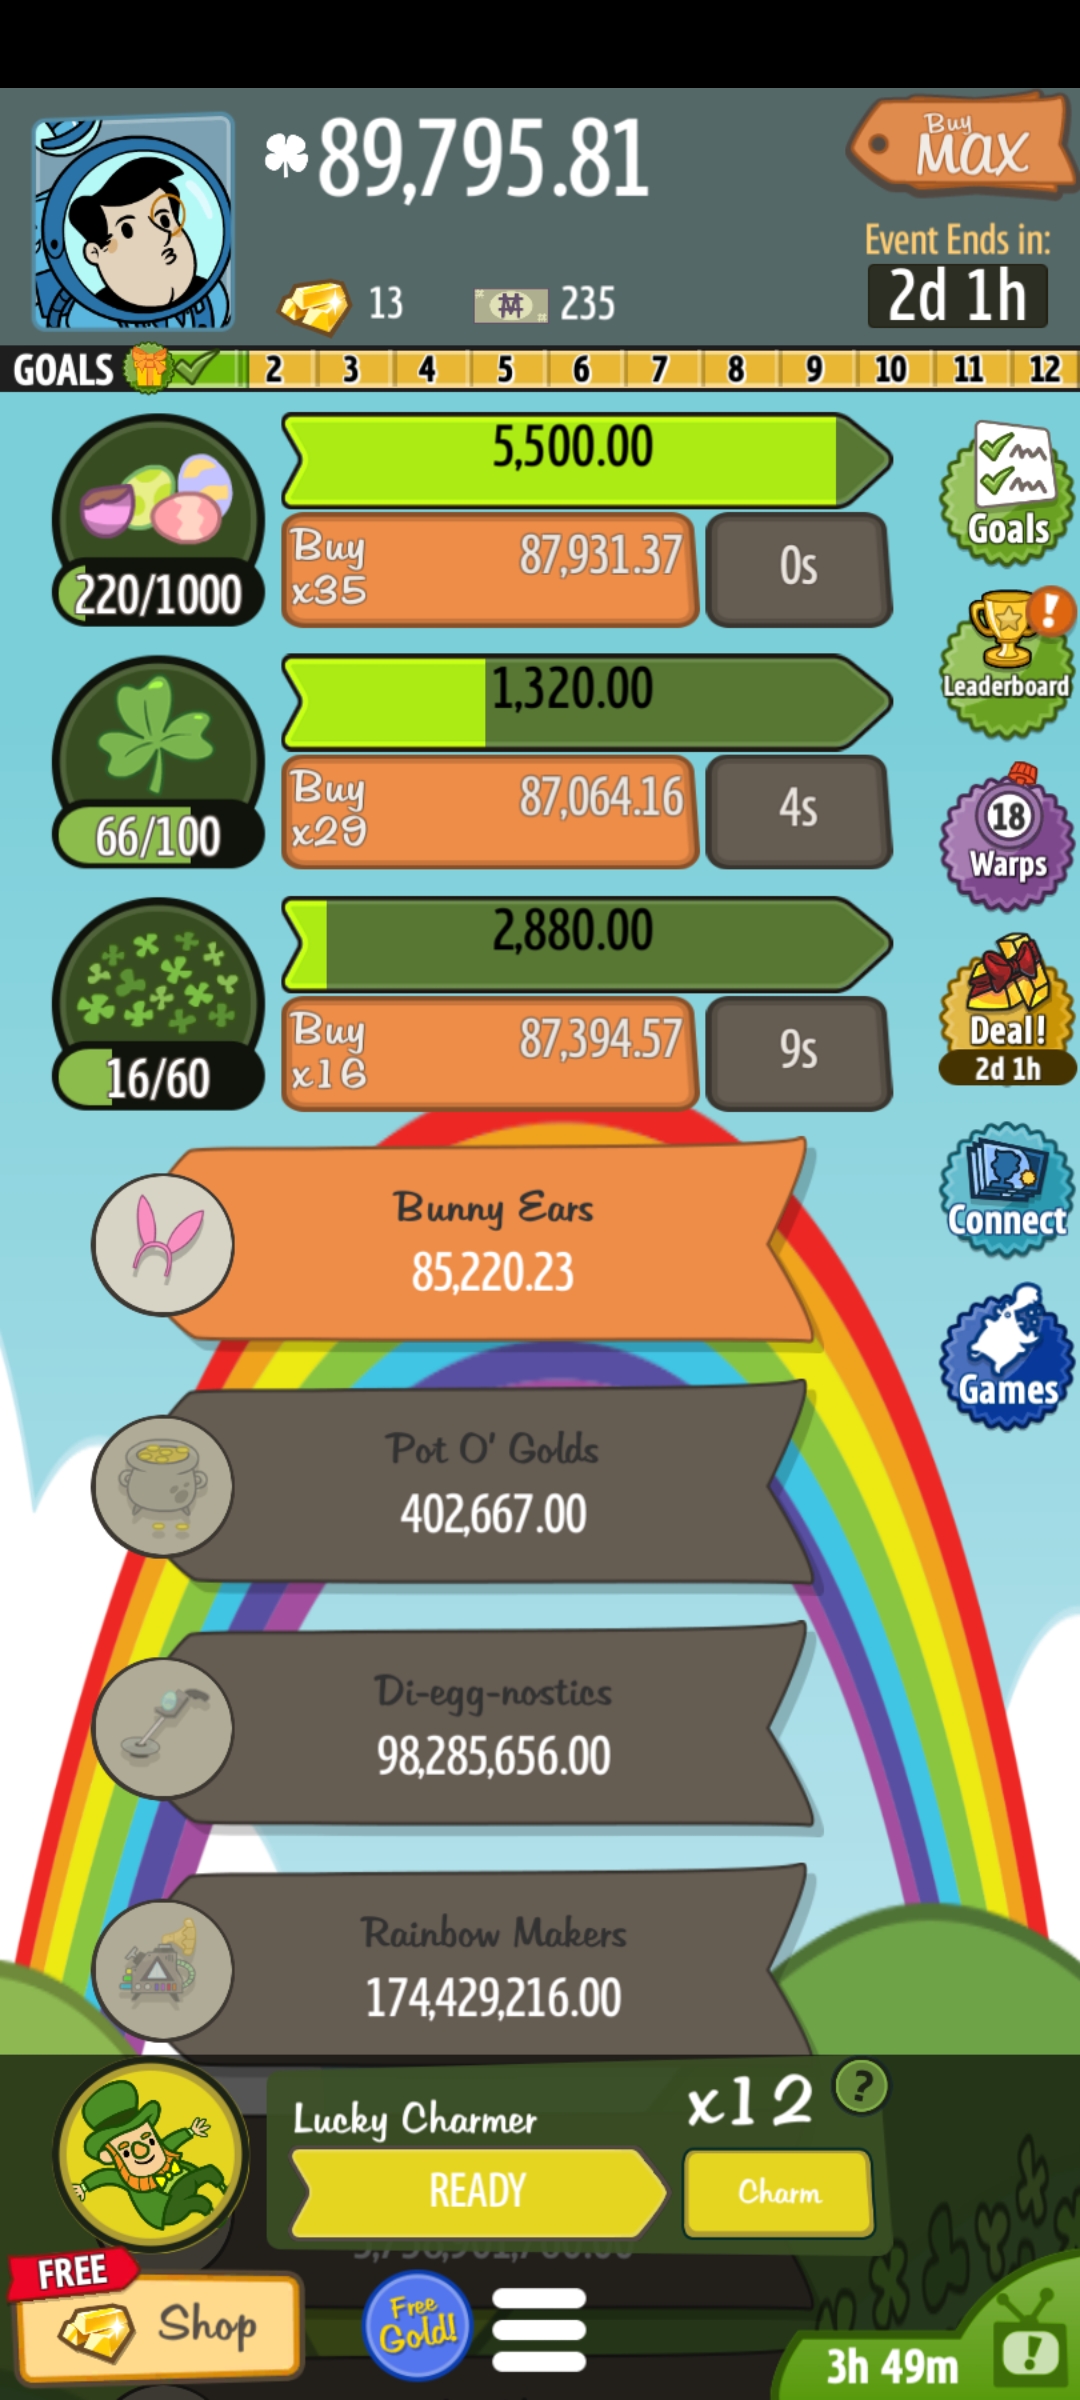 89,795.81
Buy
MAX
Event Ends in:
2d 1h
13
235
GOALS 2 3 4 5 6 7 8 9 10 11 12
5,500.00
Buy
x35
87,931.37
0s
220/1000
Goals
Leaderboard
1,320.00
Buy
x29
87,064.16
4s
66/100
18
Warps
2,880.00
Buy
x16
87,394.57
9s
16/60
Deal!
2d 1h
Bunny Ears
85,220.23
Connect
Games
Pot O' Golds
402,667.00
Di-egg-nostics
98,285,656.00
Rainbow Makers
174,429,216.00
Lucky Charmer
x12
?
READY
Charm
FREE
Shop
Free
Gold!
3h 49m